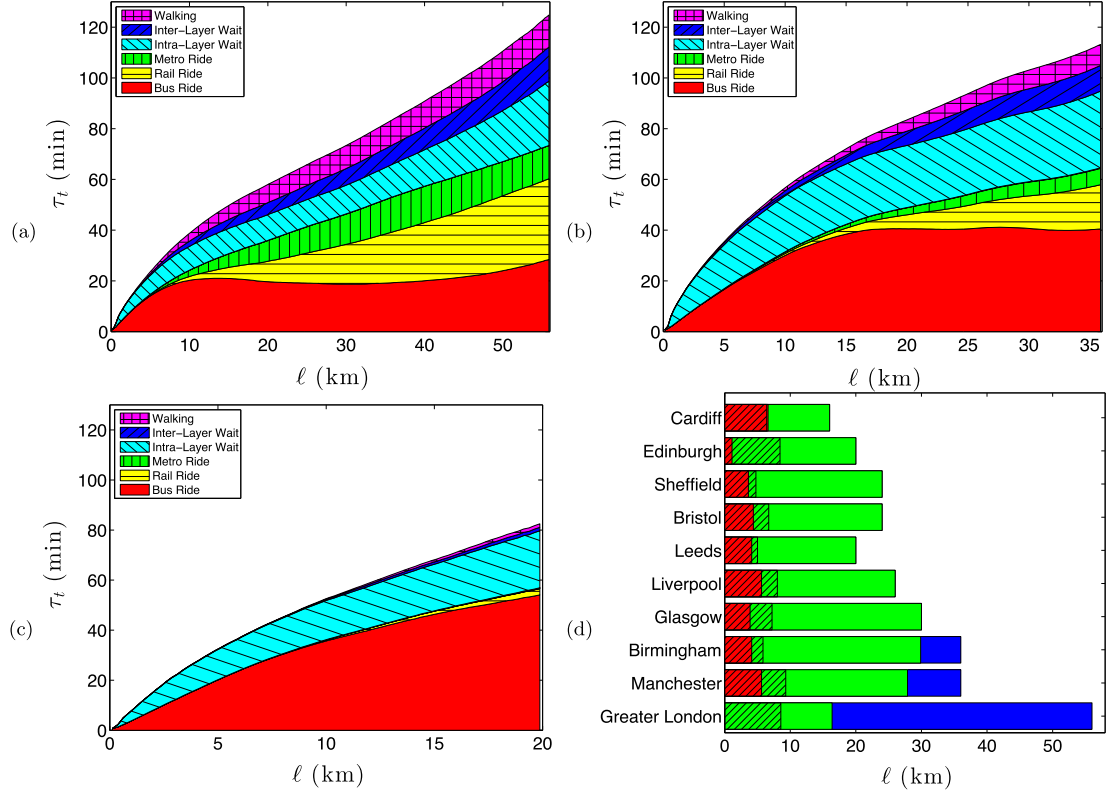 120
100
80
60
40
20
0
τt (min)
Walking
Inter−Layer Wait
Intra−Layer Wait
Metro Ride
Rail Ride
Bus Ride
0 10 20 30 40 50
ℓ (km)
(a)
120
100
80
60
40
20
0
τt (min)
Walking
Inter−Layer Wait
Intra−Layer Wait
Metro Ride
Rail Ride
Bus Ride
0 5 10 15 20 25 30 35
ℓ (km)
(b)
120
100
80
60
40
20
0
τt (min)
Walking
Inter−Layer Wait
Intra−Layer Wait
Metro Ride
Rail Ride
Bus Ride
0 5 10 15 20
ℓ (km)
(c)
(d)
Cardiff
Edinburgh
Sheffield
Bristol
Leeds
Liverpool
Glasgow
Birmingham
Manchester
Greater London
0 10 20 30 40 50
ℓ (km)